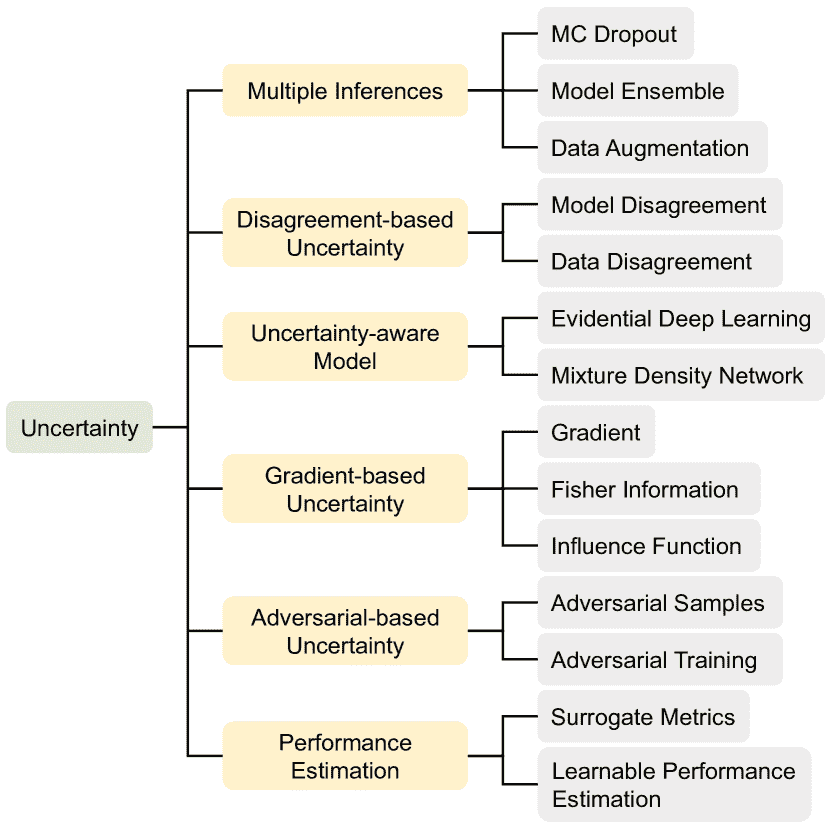 Uncertainty
Multiple Inferences
MC Dropout
Model Ensemble
Data Augmentation
Disagreement-based
Uncertainty
Model Disagreement
Data Disagreement
Uncertainty-aware
Model
Evidential Deep Learning
Mixture Density Network
Gradient-based
Uncertainty
Gradient
Fisher Information
Influence Function
Adversarial-based
Uncertainty
Adversarial Samples
Adversarial Training
Performance
Estimation
Surrogate Metrics
Learnable Performance
Estimation